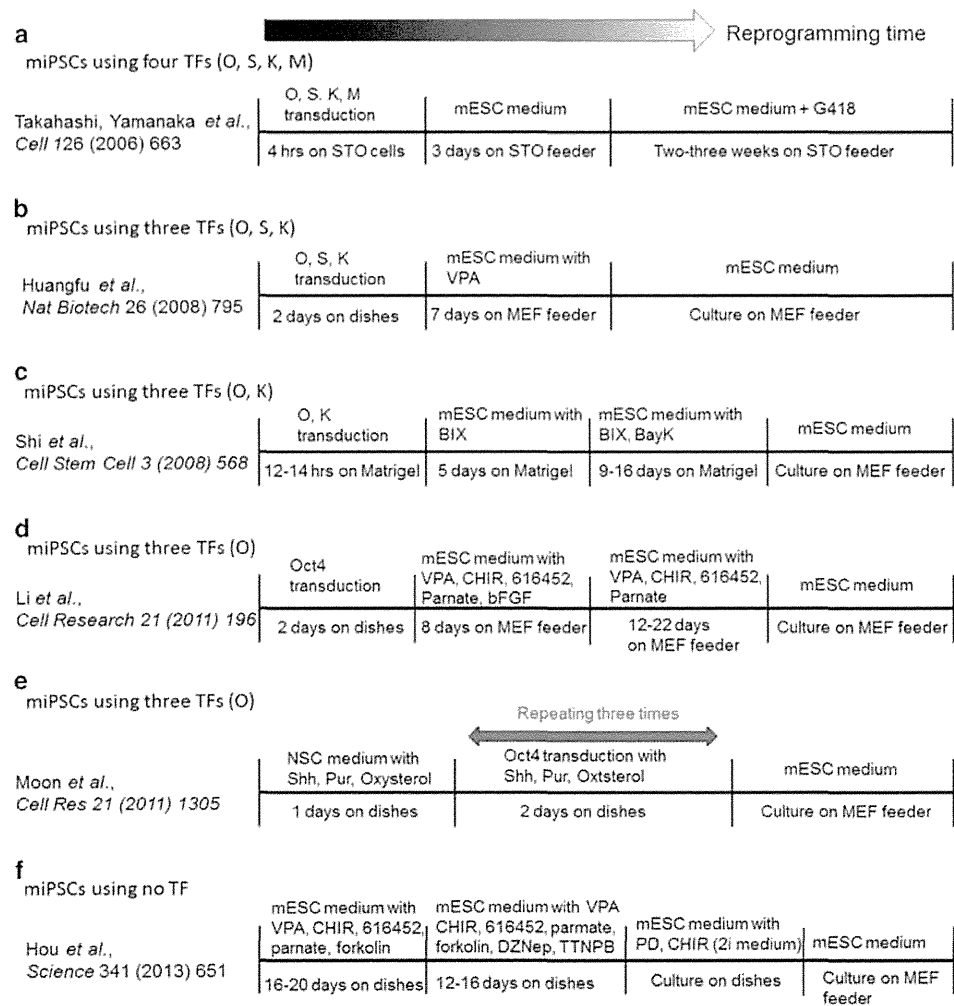 Reprogramming time
a
miPSCs using four TFs (O, S, K, M)
Takahashi, Yamanaka et al.,
Cell 126 (2006) 663
O, S. K, M
transduction
mESC medium
mESC medium + G418
4 hrs on STO cells
3 days on STO feeder
Two-three weeks on STO feeder
b
miPSCs using three TFs (O, S, K)
Huangfu et al.,
Nat Biotech 26 (2008) 795
O, S, K
transduction
mESC medium with
VPA
mESC medium
2 days on dishes
7 days on MEF feeder
Culture on MEF feeder
c
miPSCs using three TFs (O, K)
Shi et al.,
Cell Stem Cell 3 (2008) 568
O, K
transduction
mESC medium with
BIX
mESC medium with
BIX, BayK
mESC medium
12-14 hrs on Matrigel
5 days on Matrigel
9-16 days on Matrigel
Culture on MEF feeder
d
miPSCs using three TFs (O)
Li et al.,
Cell Research 21 (2011) 196
Oct4
transduction
mESC medium with
VPA, CHIR, 616452,
Parnate, bFGF
mESC medium with
VPA, CHIR, 616452,
Parnate
mESC medium
2 days on dishes
8 days on MEF feeder
12-22 days
on MEF feeder
Culture on MEF feeder
e
miPSCs using three TFs (O)
Repeating three times
Moon et al.,
Cell Res 21 (2011) 1305
NSC medium with
Shh, Pur, Oxysterol
Oct4 transduction with
Shh, Pur, Oxtsterol
mESC medium
1 days on dishes
2 days on dishes
Culture on MEF feeder
f
miPSCs using no TF
Hou et al.,
Science 341 (2013) 651
mESC medium with
VPA, CHIR, 616452,
parnate, forkolin
mESC medium with VPA
CHIR, 616452, parmate,
forkolin, DZNep, TTNPB
mESC medium with
PD, CHIR (2i medium)
mESC medium
16-20 days on dishes
12-16 days on dishes
Culture on dishes
Culture on MEF
feeder